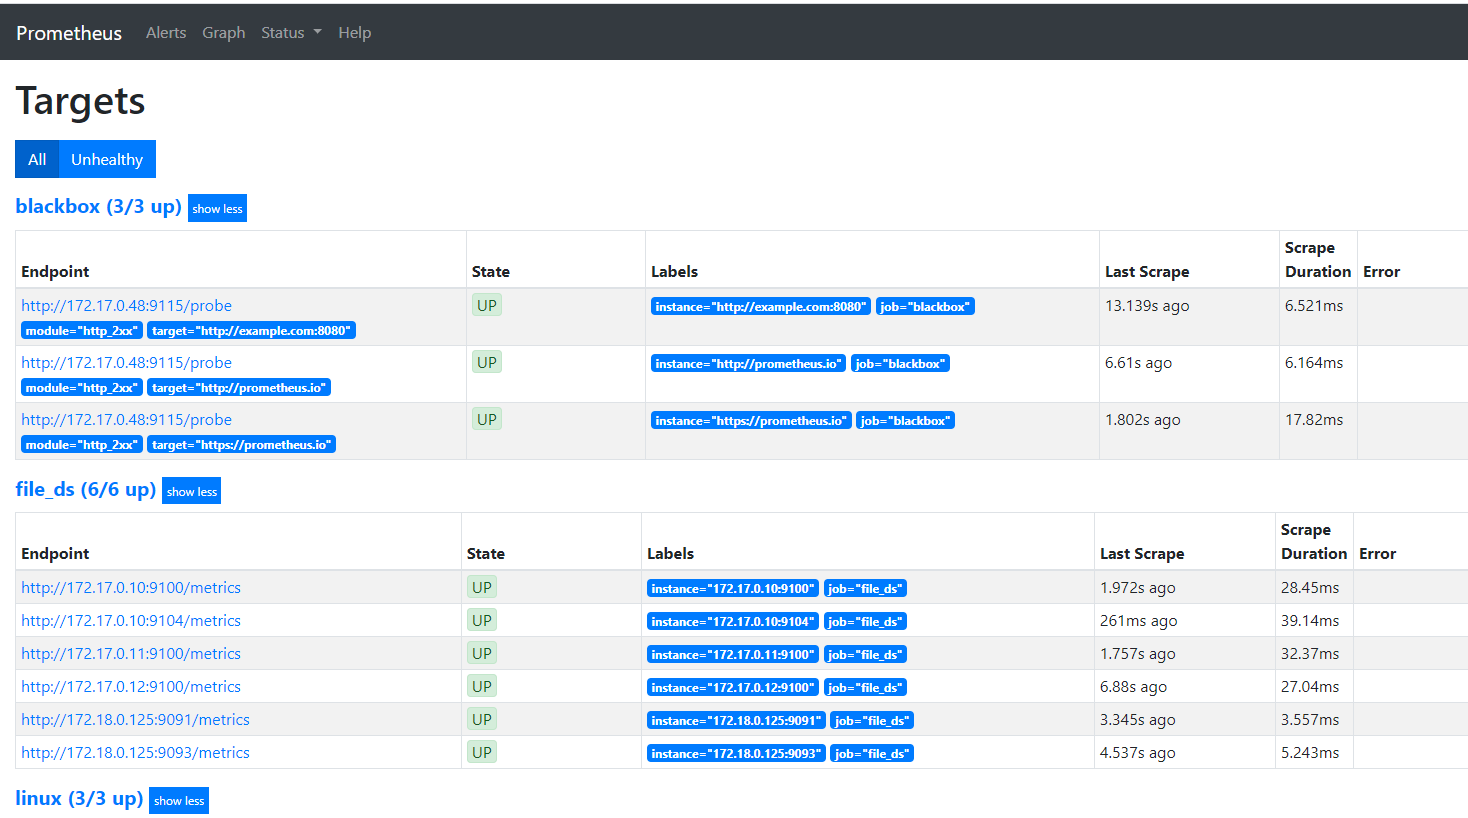 Prometheus Alerts Graph Status Help
Targets
All Unhealthy
blackbox (3/3 up) show less
Endpoint State Labels Last Scrape Scrape Duration Error
http://172.17.0.48:9115/probe UP instance="http://example.com:8080" job="blackbox" 13.139s ago 6.521ms
module="http_2xx" target="http://example.com:8080"
http://172.17.0.48:9115/probe UP instance="http://prometheus.io" job="blackbox" 6.61s ago 6.164ms
module="http_2xx" target="http://prometheus.io"
http://172.17.0.48:9115/probe UP instance="https://prometheus.io" job="blackbox" 1.802s ago 17.82ms
module="http_2xx" target="https://prometheus.io"
file_ds (6/6 up) show less
Endpoint State Labels Last Scrape Scrape Duration Error
http://172.17.0.10:9100/metrics UP instance="172.17.0.10:9100" job="file_ds" 1.972s ago 28.45ms
http://172.17.0.10:9104/metrics UP instance="172.17.0.10:9104" job="file_ds" 261ms ago 39.14ms
http://172.17.0.11:9100/metrics UP instance="172.17.0.11:9100" job="file_ds" 1.757s ago 32.37ms
http://172.17.0.12:9100/metrics UP instance="172.17.0.12:9100" job="file_ds" 6.88s ago 27.04ms
http://172.18.0.125:9091/metrics UP instance="172.18.0.125:9091" job="file_ds" 3.345s ago 3.557ms
http://172.18.0.125:9093/metrics UP instance="172.18.0.125:9093" job="file_ds" 4.537s ago 5.243ms
linux (3/3 up) show less